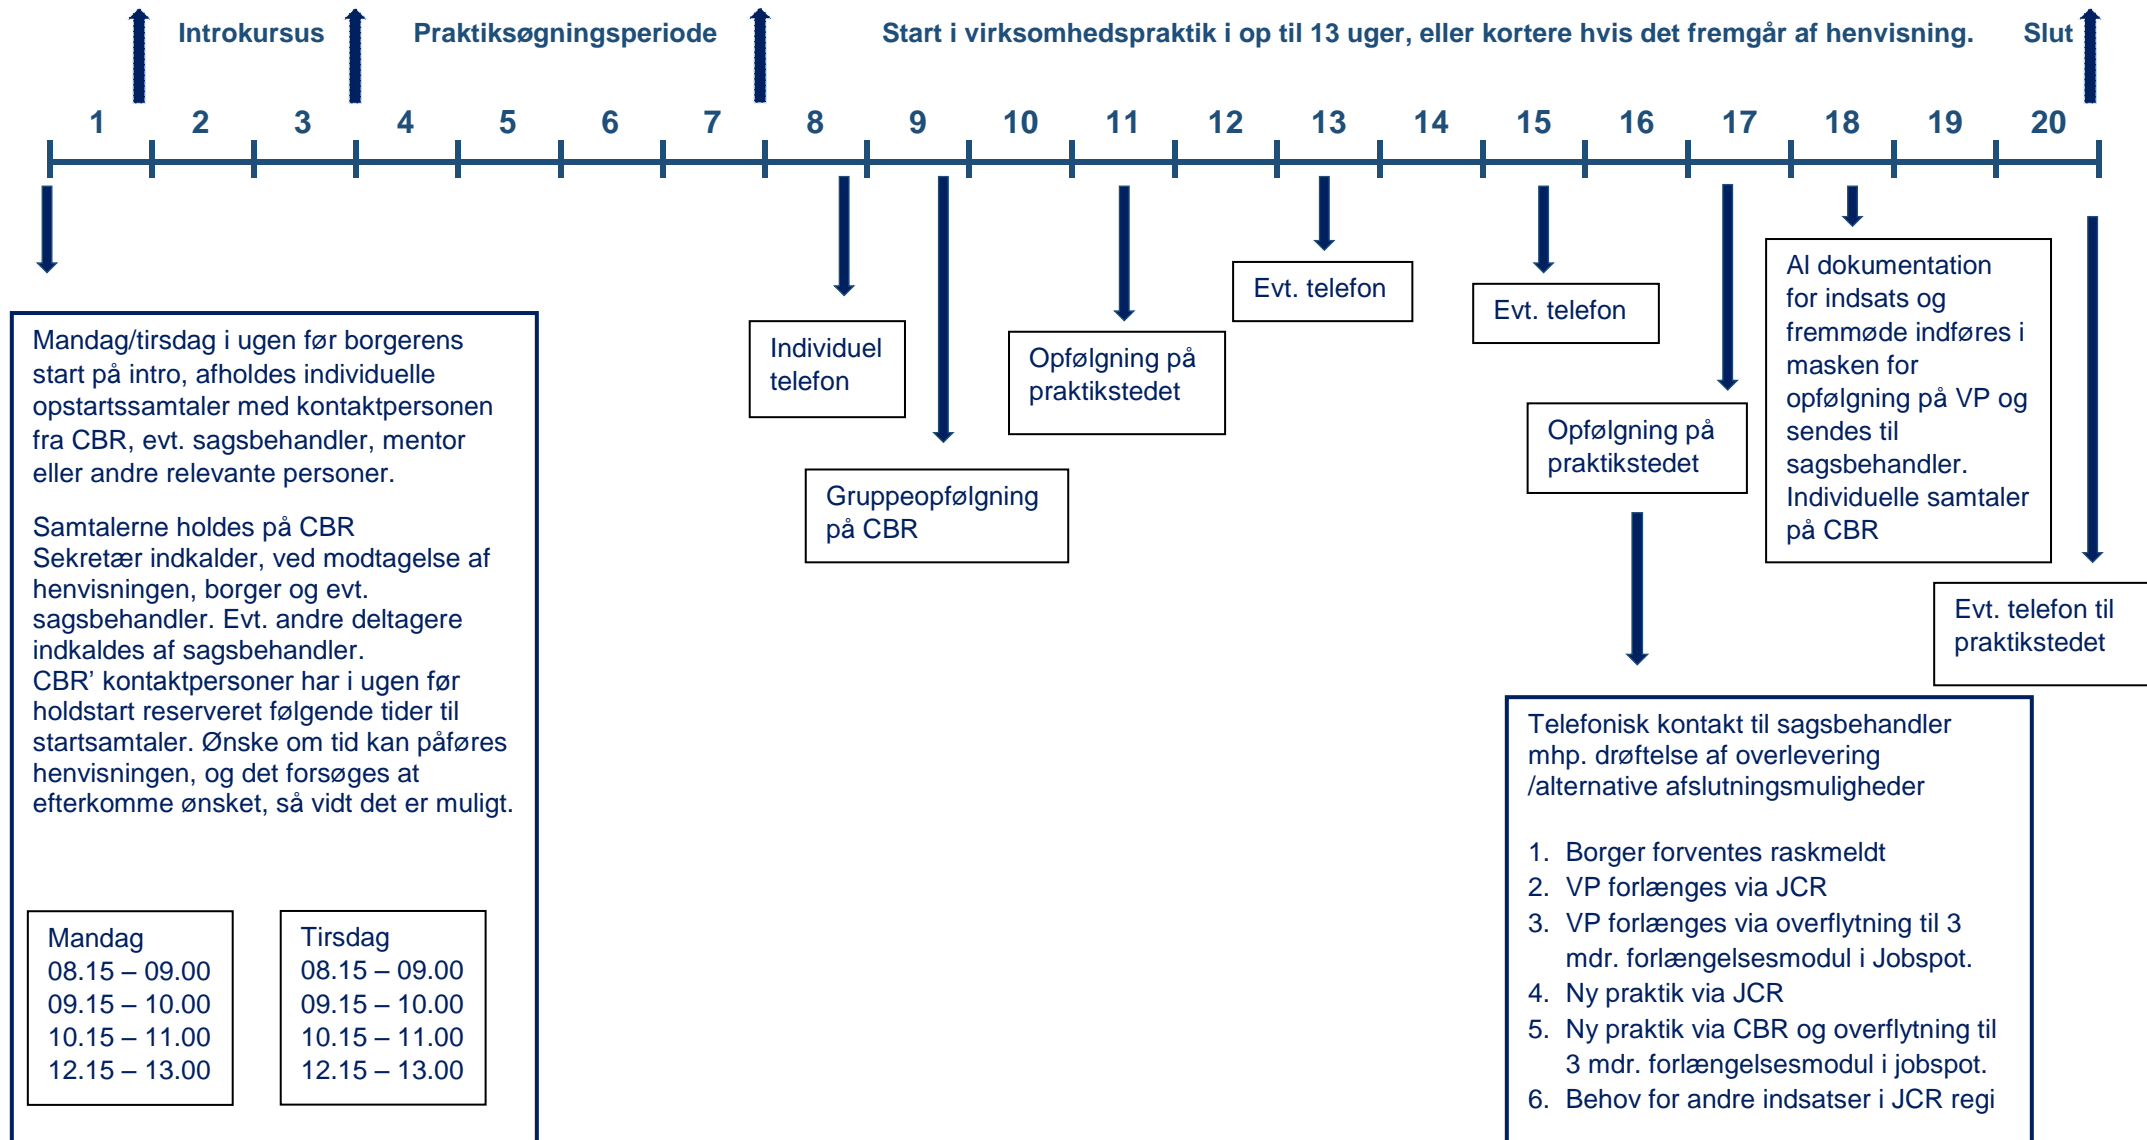 Introkursus
Praktiksøgningsperiode
Start i virksomhedspraktik i op til 13 uger, eller kortere hvis det fremgår af henvisning.
Slut
1 2 3 4 5 6 7 8 9 10 11 12 13 14 15 16 17 18 19 20
Mandag/tirsdag i ugen før borgerens
start på intro, afholdes individuelle
opstartssamtaler med kontaktpersonen
fra CBR, evt. sagsbehandler, mentor
eller andre relevante personer.
Samtalerne holdes på CBR
Sekretær indkalder, ved modtagelse af
henvisningen, borger og evt.
sagsbehandler. Evt. andre deltagere
indkaldes af sagsbehandler.
CBR' kontaktpersoner har i ugen før
holdstart reserveret følgende tider til
startsamtaler. Ønske om tid kan påføres
henvisningen, og det forsøges at
efterkomme ønsket, så vidt det er muligt.
Mandag
08.15 – 09.00
09.15 – 10.00
10.15 – 11.00
12.15 – 13.00
Tirsdag
08.15 – 09.00
09.15 – 10.00
10.15 – 11.00
12.15 – 13.00
Individuel
telefon
Gruppeopfølgning
på CBR
Opfølgning på
praktikstedet
Evt. telefon
Evt. telefon
Opfølgning på
praktikstedet
Al dokumentation
for indsats og
fremmøde indføres i
masken for
opfølgning på VP og
sendes til
sagsbehandler.
Individuelle samtaler
på CBR
Evt. telefon til
praktikstedet
Telefonisk kontakt til sagsbehandler
mhp. drøftelse af overlevering
/alternative afslutningsmuligheder
1. Borger forventes raskmeldt
2. VP forlænges via JCR
3. VP forlænges via overflytning til 3
mdr. forlængelsesmodul i Jobspot.
4. Ny praktik via JCR
5. Ny praktik via CBR og overflytning til
3 mdr. forlængelsesmodul i jobspot.
6. Behov for andre indsatser i JCR regi